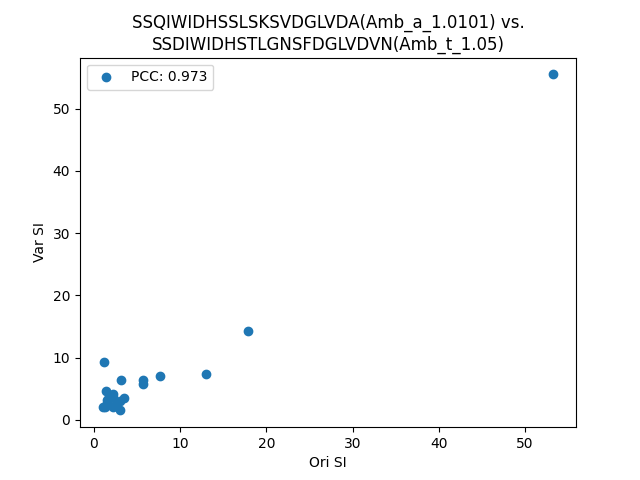 SSQIWIDHSSLSKSVDGLVDA(Amb_a_1.0101) vs.
SSDIWIDHSTLGNSFDGLVDVN(Amb_t_1.05)
PCC: 0.973
50
40
30
20
10
0
Var SI
0 10 20 30 40 50
Ori SI